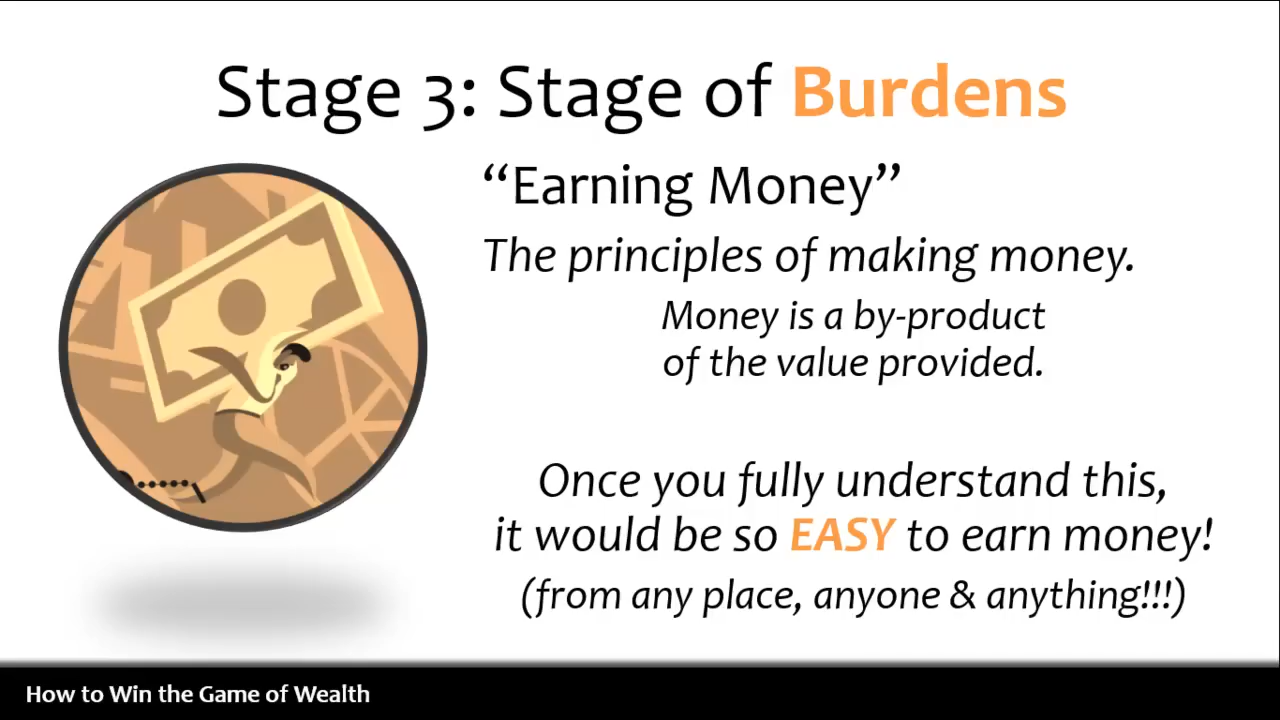 Stage 3: Stage of Burdens
“Earning Money”
The principles of making money.
Money is a by-product
of the value provided.
Once you fully understand this,
it would be so EASY to earn money!
(from any place, anyone & anything!!!)
How to Win the Game of Wealth